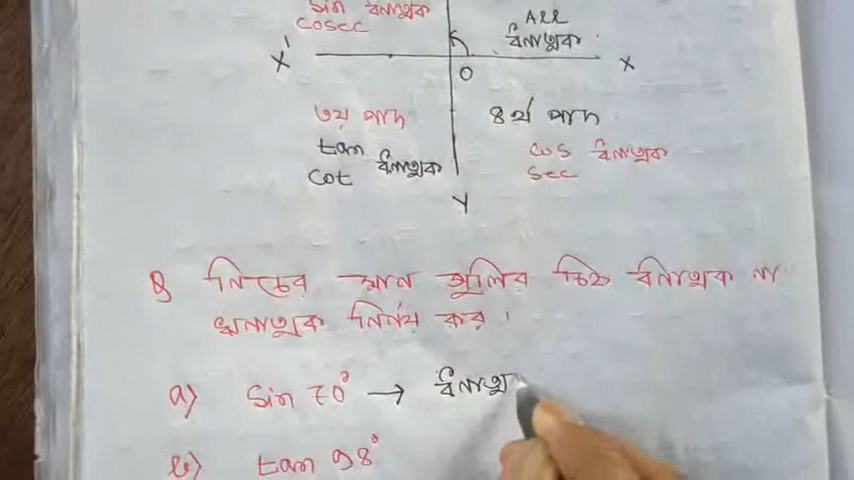 sin ধনাত্মক
cosec
All
ধনাত্মক
X'
O
X
৩য় পাদ
tan
cot ধনাত্মক
৪র্থ পাদ
cos ধনাত্মক
sec
Y
Q নিচের মান গুলির চিহ্ন ধনাত্মক না
ঋনাত্মক নির্ণয় কর।
a) sin 70° → ধনাত্ম
b) tan 98°